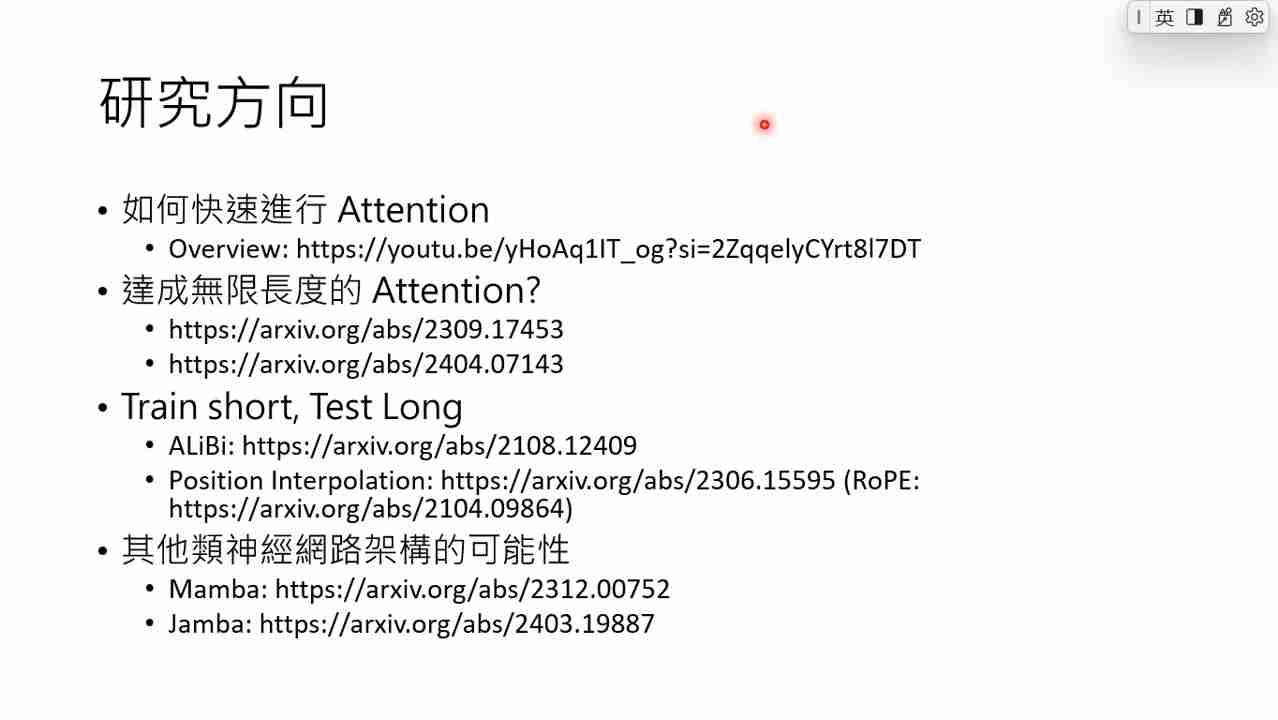 英
研究方向
• 如何快速進行 Attention
• Overview: https://youtu.be/yHoAq1lT_og?si=2ZqqelyCYrt8l7DT
• 達成無限長度的 Attention?
• https://arxiv.org/abs/2309.17453
• https://arxiv.org/abs/2404.07143
• Train short, Test Long
• ALiBi: https://arxiv.org/abs/2108.12409
• Position Interpolation: https://arxiv.org/abs/2306.15595 (RoPE:
https://arxiv.org/abs/2104.09864)
• 其他類神經網路架構的可能性
• Mamba: https://arxiv.org/abs/2312.00752
• Jamba: https://arxiv.org/abs/2403.19887